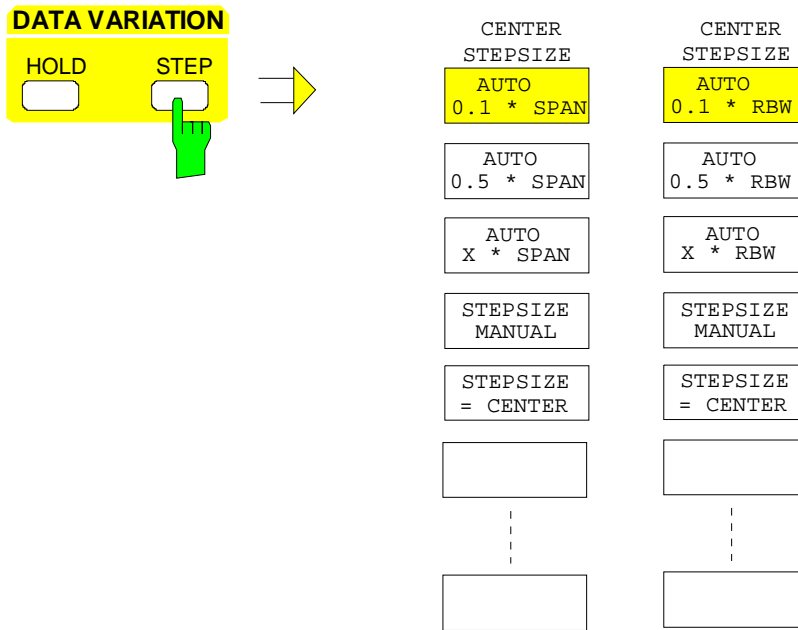 DATA VARIATION
HOLD
STEP
CENTER
STEPSIZE
AUTO
0.1 * SPAN
AUTO
0.5 * SPAN
AUTO
X * SPAN
STEPSIZE
MANUAL
STEPSIZE
= CENTER
CENTER
STEPSIZE
AUTO
0.1 * RBW
AUTO
0.5 * RBW
AUTO
X * RBW
STEPSIZE
MANUAL
STEPSIZE
= CENTER